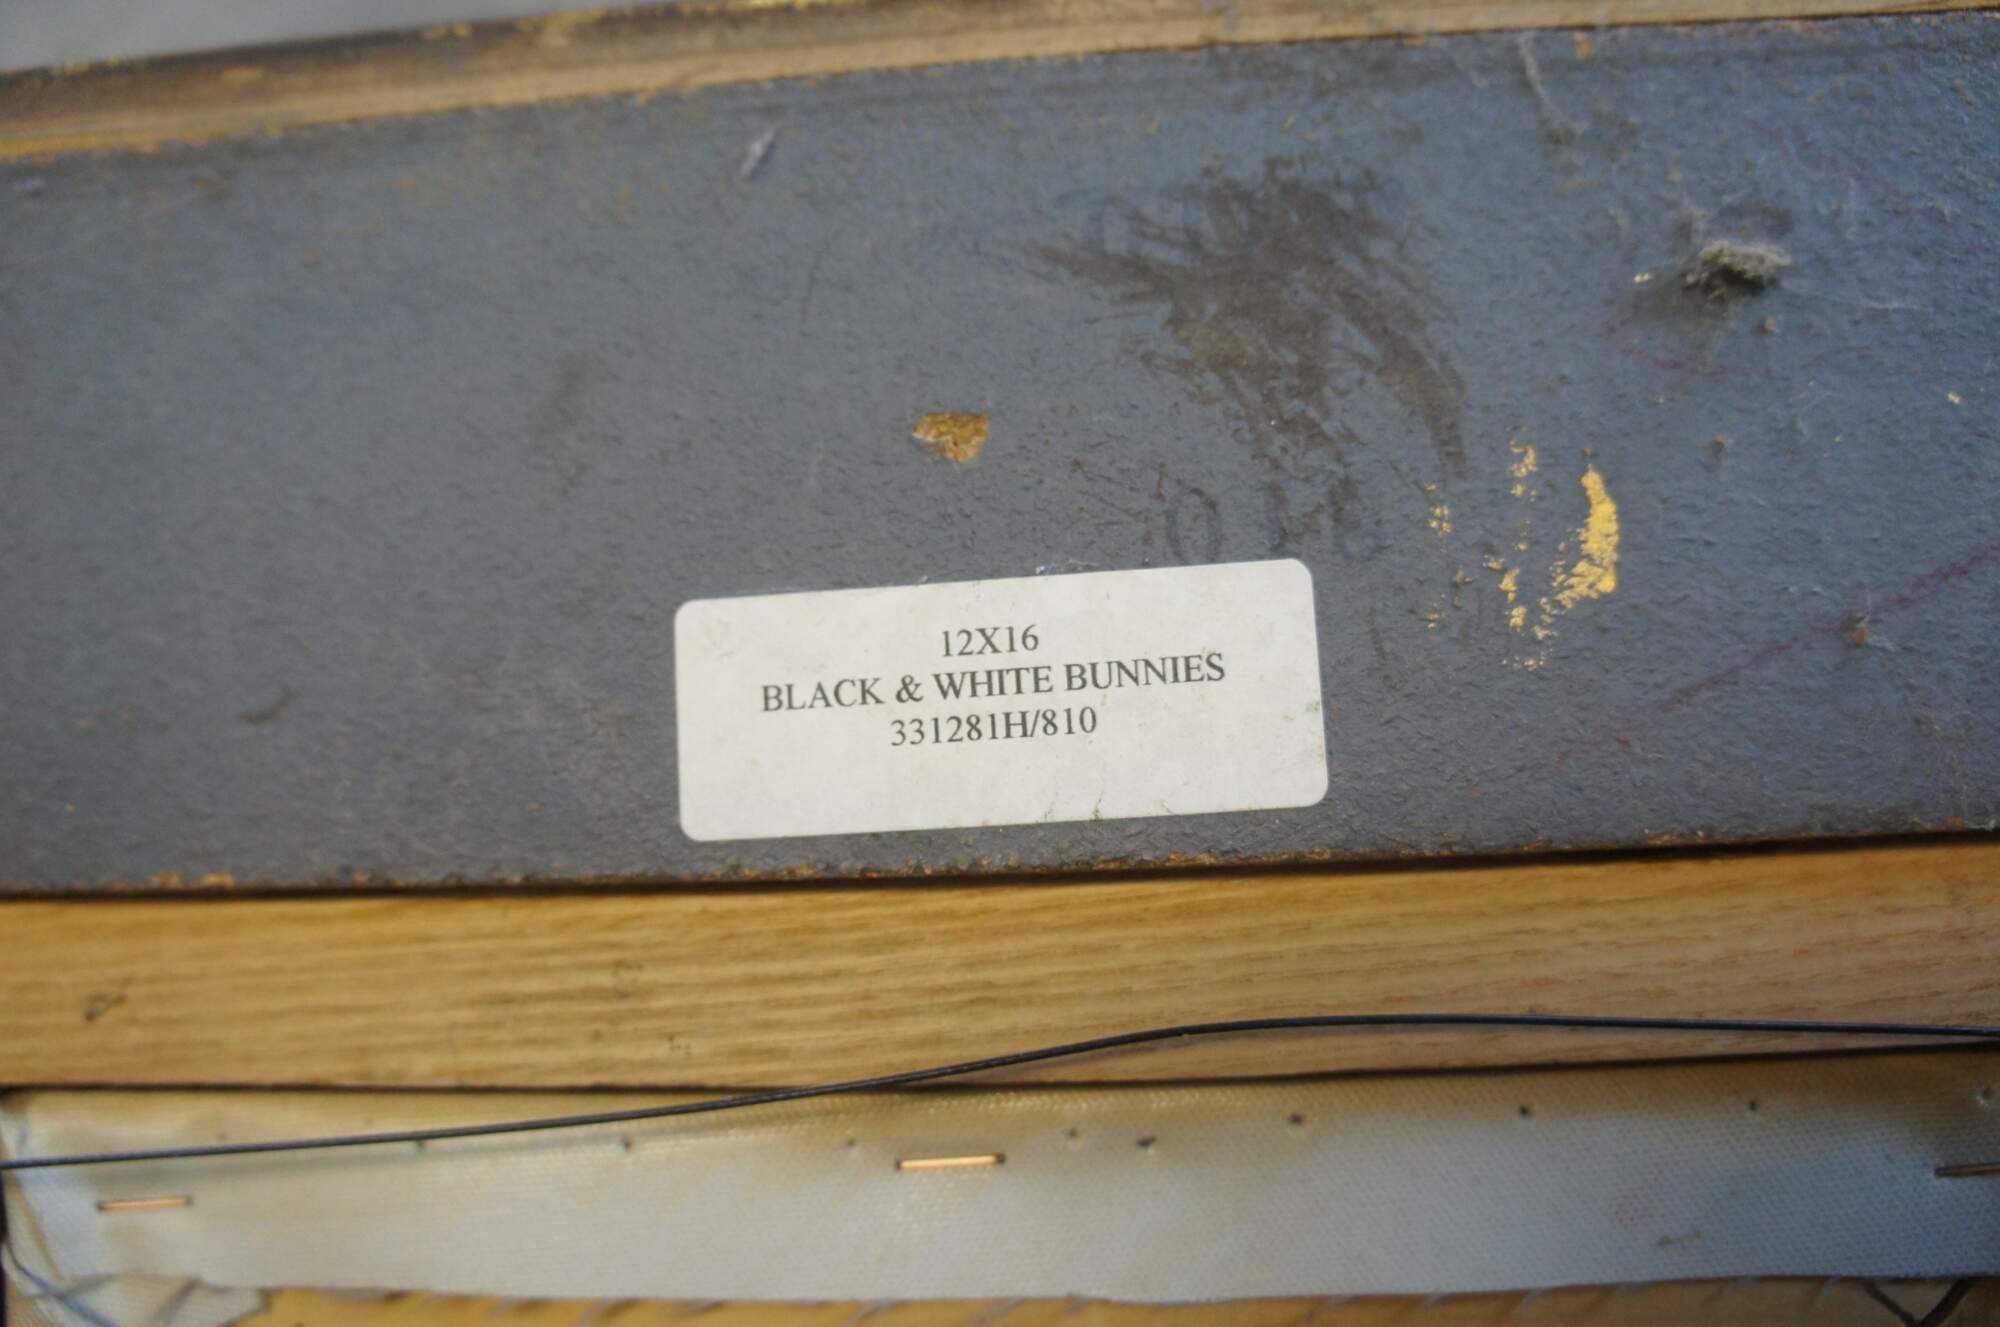 12X16
BLACK & WHITE BUNNIES
331281H/810